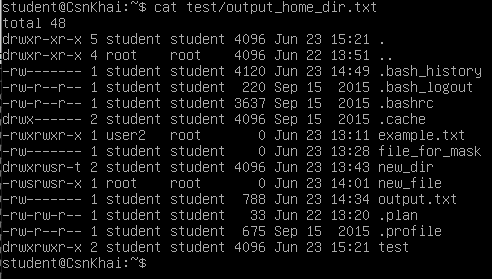 student@CsnKhai:~$ cat test/output_home_dir.txt
total 48
drwxr-xr-x 5 student student 4096 Jun 23 15:21 .
drwxr-xr-x 4 root    root    4096 Jun 22 13:51 ..
-rw------- 1 student student 4120 Jun 23 14:49 .bash_history
-rw-r--r-- 1 student student  220 Sep 15  2015 .bash_logout
-rw-r--r-- 1 student student 3637 Sep 15  2015 .bashrc
drwx------ 2 student student 4096 Sep 15  2015 .cache
-rwxrwxr-x 1 user2   root       0 Jun 23 13:11 example.txt
-rw------- 1 student student    0 Jun 23 13:28 file_for_mask
drwxrwsr-t 2 student student 4096 Jun 23 13:43 new_dir
-rwsrwsr-x 1 root    root       0 Jun 23 14:01 new_file
-rw------- 1 student student  788 Jun 23 14:34 output.txt
-rw-rw-r-- 1 student student   33 Jun 22 13:20 .plan
-rw-r--r-- 1 student student  675 Sep 15  2015 .profile
drwxrwxr-x 2 student student 4096 Jun 23 15:21 test
student@CsnKhai:~$